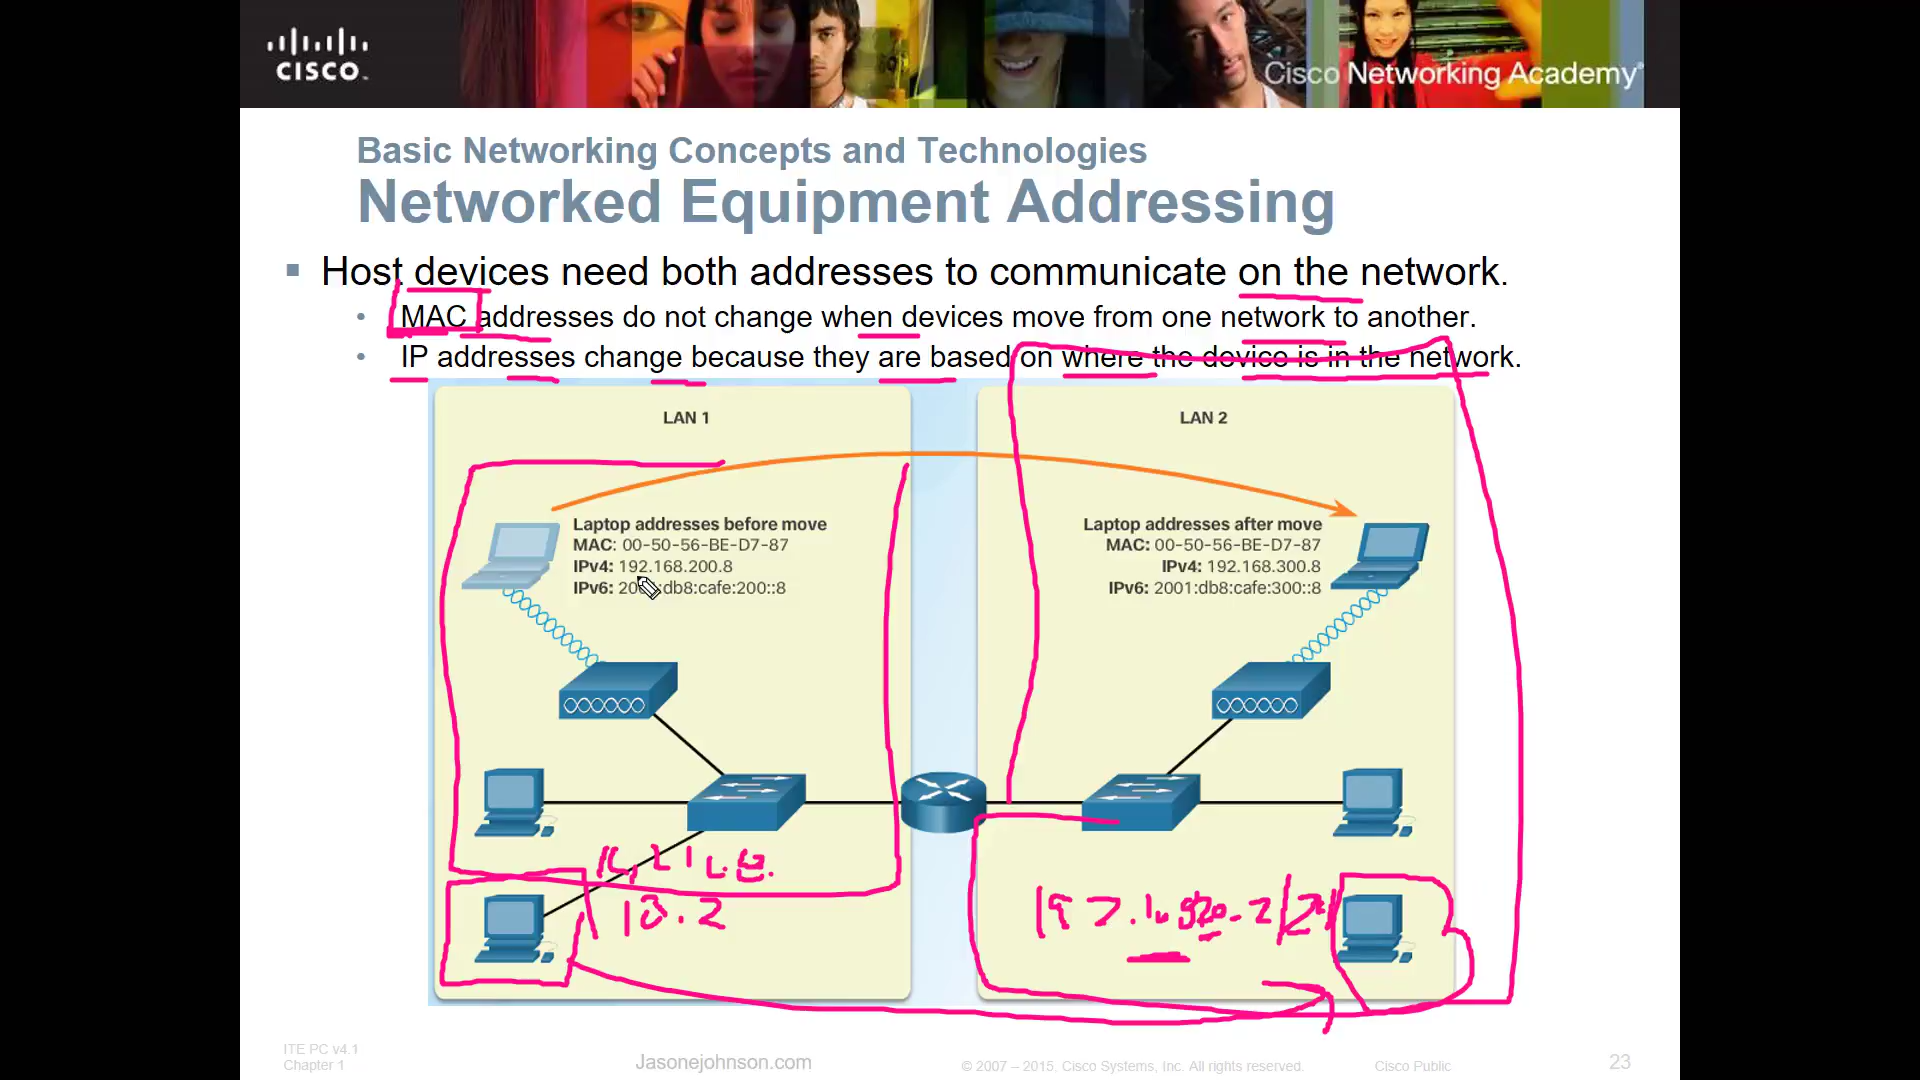 CISCO
Cisco Networking Academy
Basic Networking Concepts and Technologies
Networked Equipment Addressing
Host devices need both addresses to communicate on the network.
MAC addresses do not change when devices move from one network to another.
IP addresses change because they are based on where the device is in the network.
LAN 1
LAN 2
Laptop addresses before move
MAC: 00-50-56-BE-D7-87
IPv4: 192.168.200.8
IPv6: 2001:db8:cafe:200::8
Laptop addresses after move
MAC: 00-50-56-BE-D7-87
IPv4: 192.168.300.8
IPv6: 2001:db8:cafe:300::8
10.2
ITE PC v4.1
Chapter 1
Jasonejohnson.com
© 2007 – 2015. Cisco Systems, Inc. All rights reserved.
Cisco Public
23